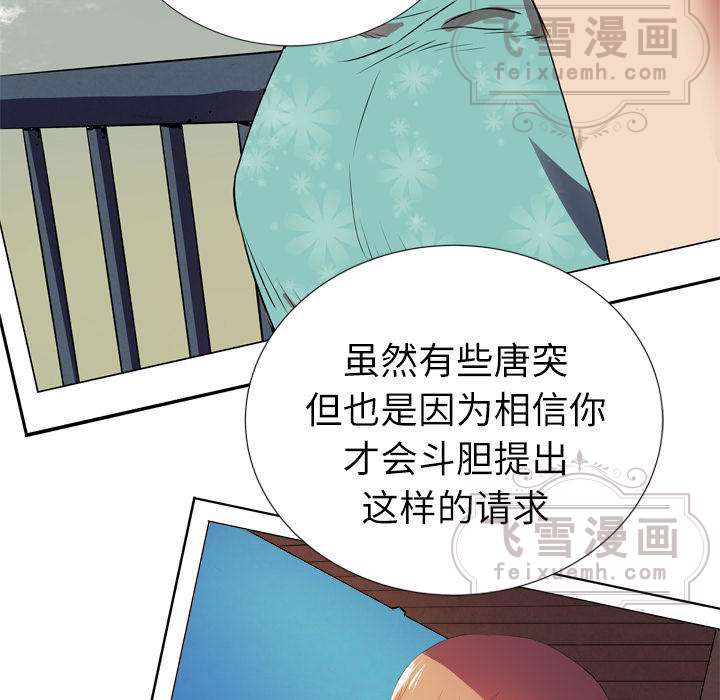 飞雪漫画
feixuemh.com
虽然有些唐突
但也是因为相信你
才会斗胆提出
这样的请求
飞雪漫画
feixuemh.com